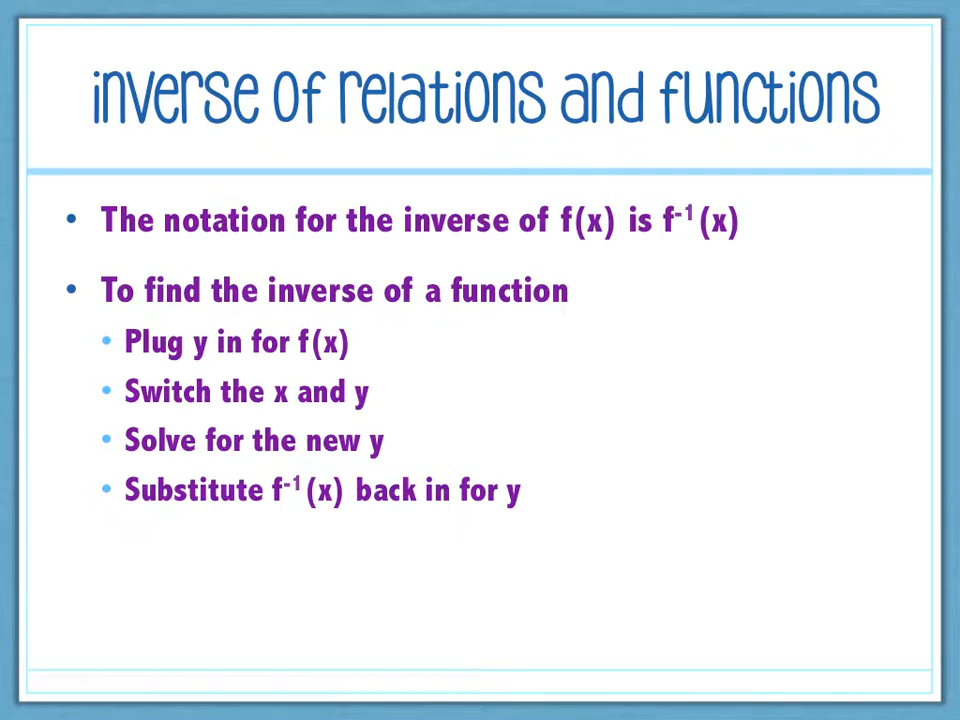 inverse of relations and functions
• The notation for the inverse of f(x) is f⁻¹(x)
• To find the inverse of a function
• Plug y in for f(x)
• Switch the x and y
• Solve for the new y
• Substitute f⁻¹(x) back in for y